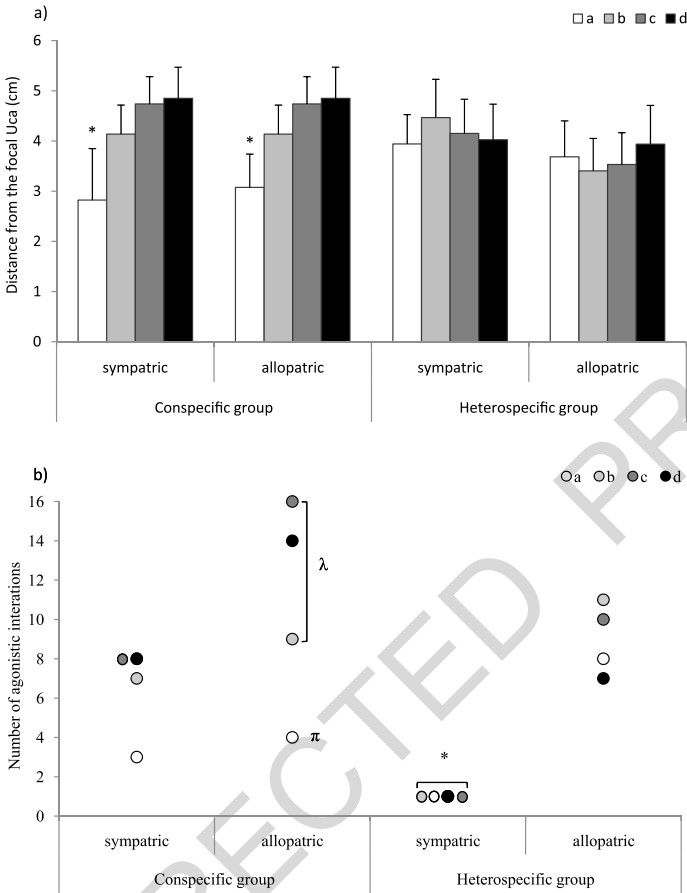 a)
a b c d
Distance from the focal Uca (cm)
6
5
4
3
2
1
0
*
*
sympatric allopatric sympatric allopatric
Conspecific group Heterospecific group
b)
a b c d
Number of agonistic interations
16
14
12
10
8
6
4
2
0
λ
π
*
sympatric allopatric sympatric allopatric
Conspecific group Heterospecific group
PECTED PR